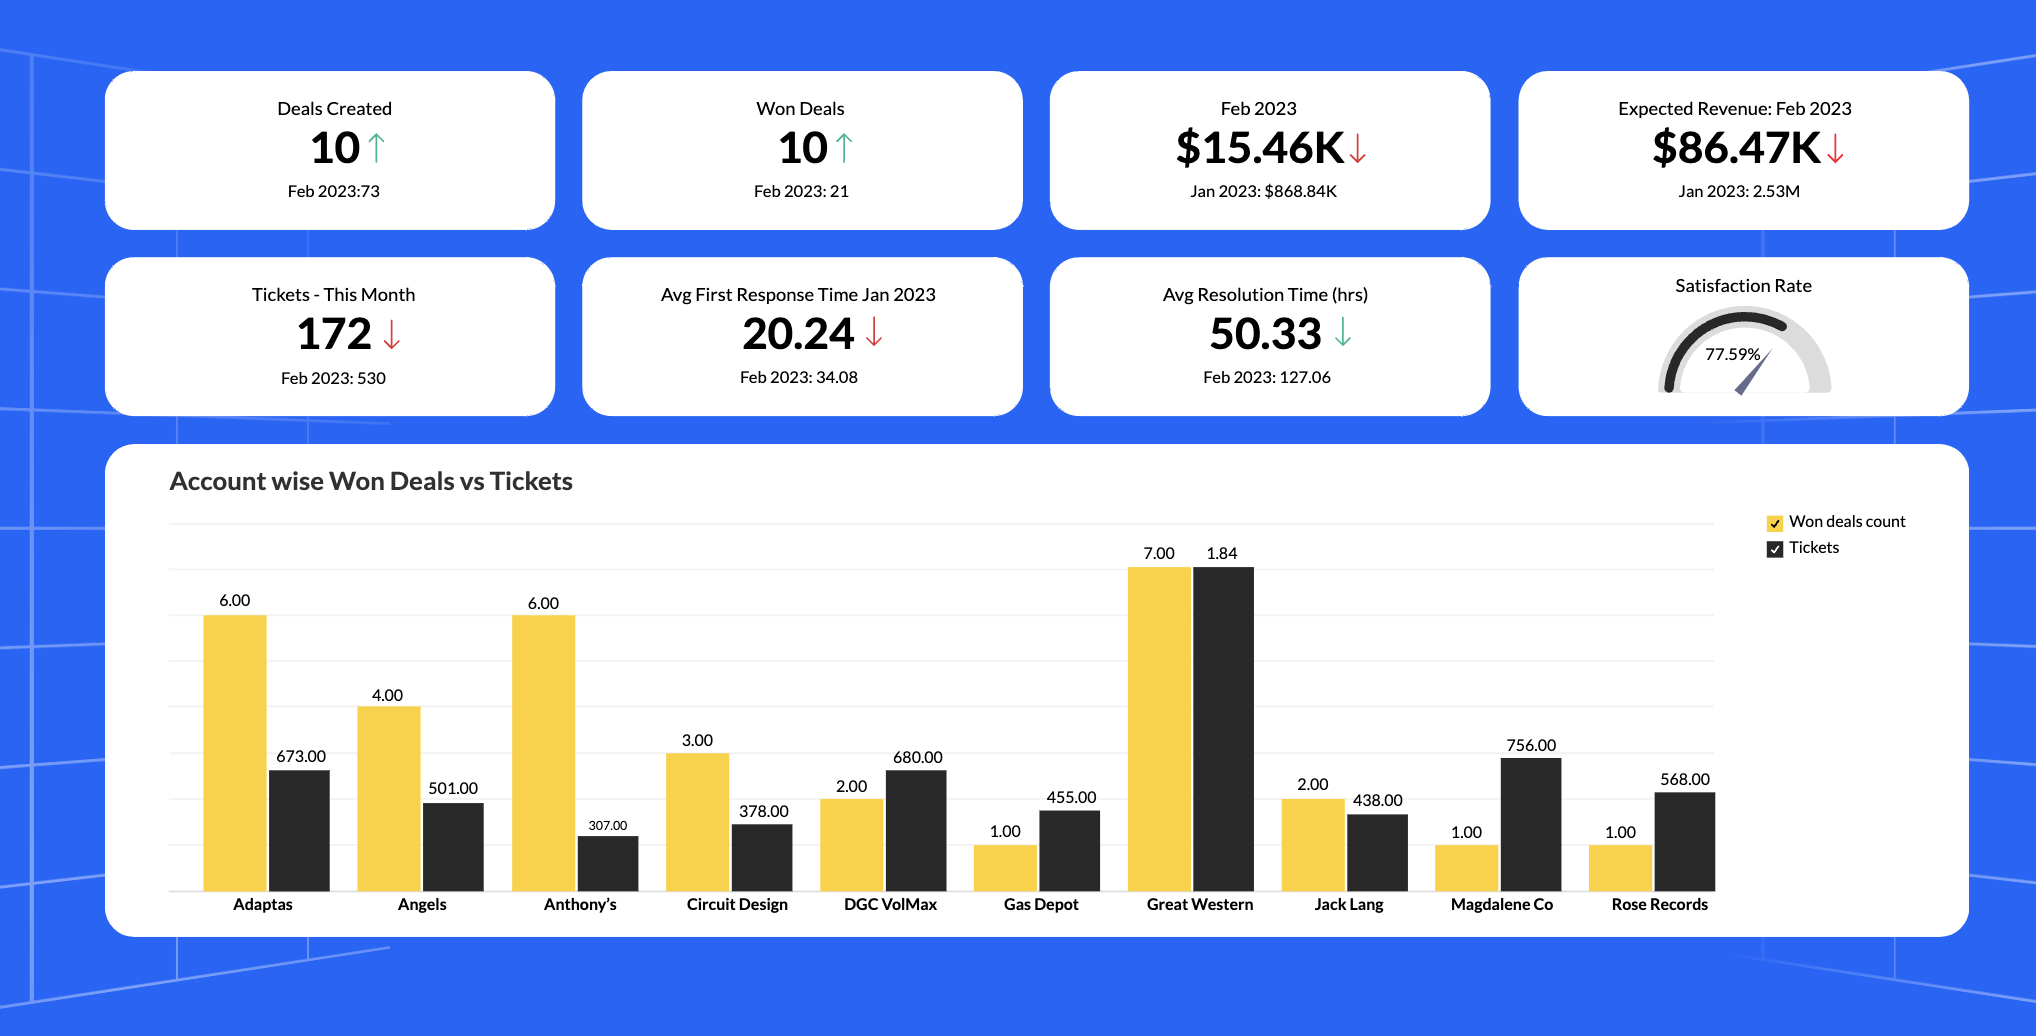 Deals Created
10
Feb 2023:73
Won Deals
10
Feb 2023: 21
Feb 2023
$15.46K
Jan 2023: $868.84K
Expected Revenue: Feb 2023
$86.47K
Jan 2023: 2.53M
Tickets - This Month
172
Feb 2023: 530
Avg First Response Time Jan 2023
20.24
Feb 2023: 34.08
Avg Resolution Time (hrs)
50.33
Feb 2023: 127.06
Satisfaction Rate
77.59%
Account wise Won Deals vs Tickets
Won deals count
Tickets
6.00
673.00
4.00
501.00
6.00
307.00
3.00
378.00
2.00
680.00
1.00
455.00
7.00
1.84
2.00
438.00
1.00
756.00
1.00
568.00
Adaptas
Angels
Anthony’s
Circuit Design
DGC VolMax
Gas Depot
Great Western
Jack Lang
Magdalene Co
Rose Records